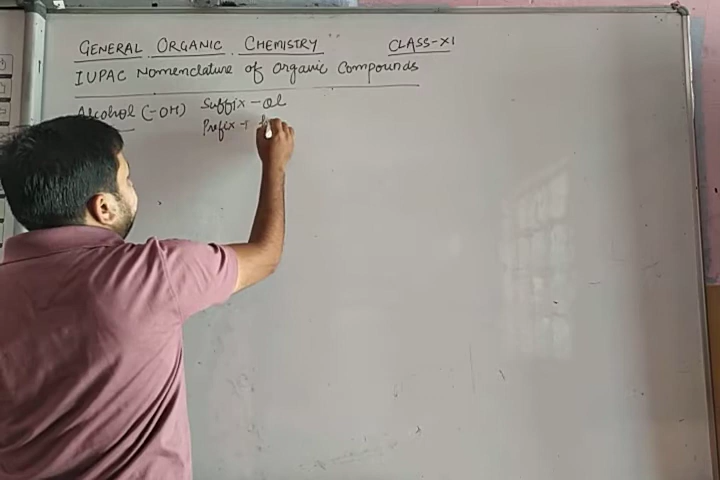 GENERAL ORGANIC CHEMISTRY CLASS-XI
IUPAC Nomenclature of Organic Compounds
Alcohol (-OH) Suffix - ol
Prefix -